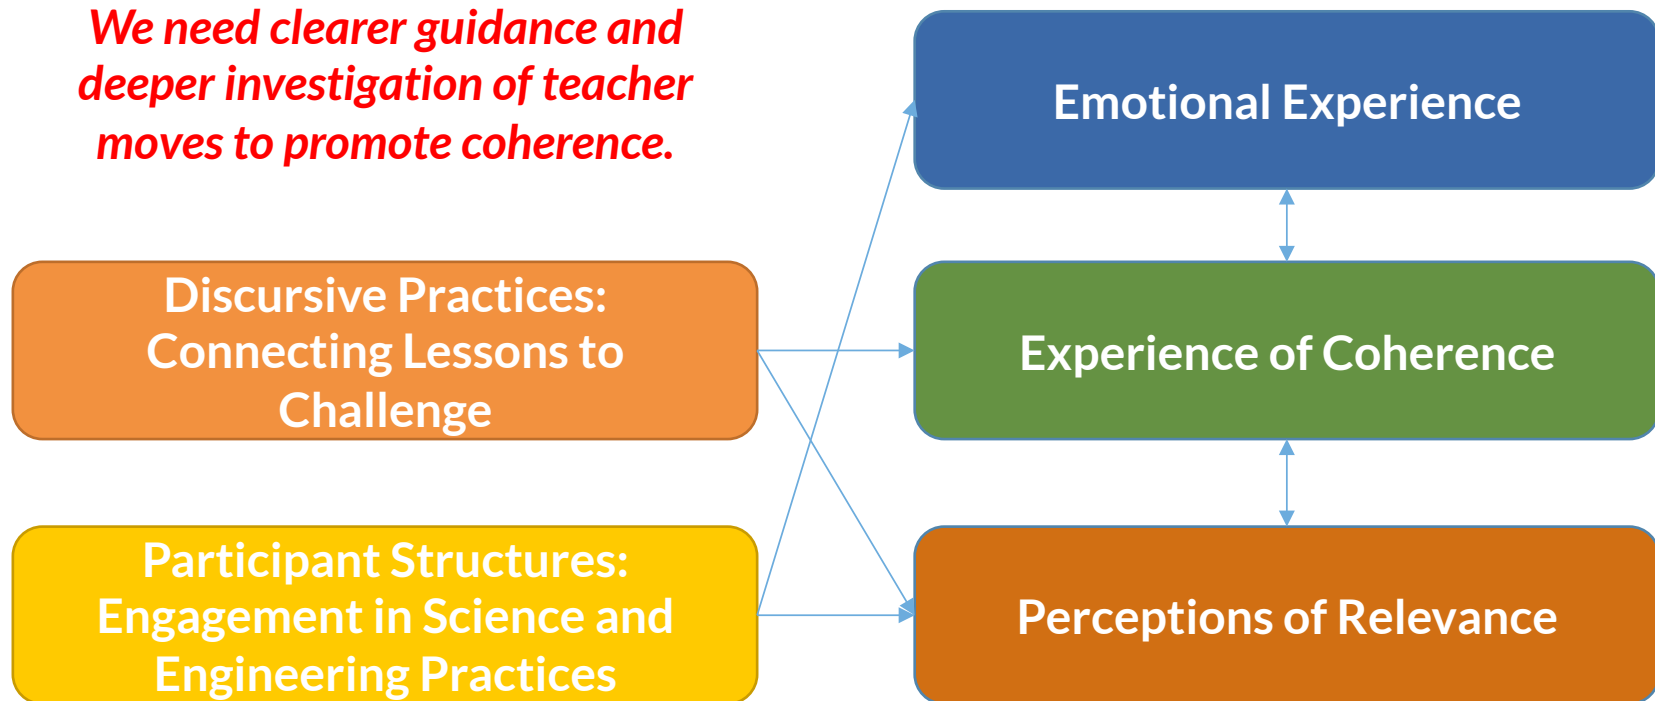 We need clearer guidance and
deeper investigation of teacher
moves to promote coherence.
Emotional Experience
Discursive Practices:
Connecting Lessons to
Challenge
Experience of Coherence
Participant Structures:
Engagement in Science and
Engineering Practices
Perceptions of Relevance